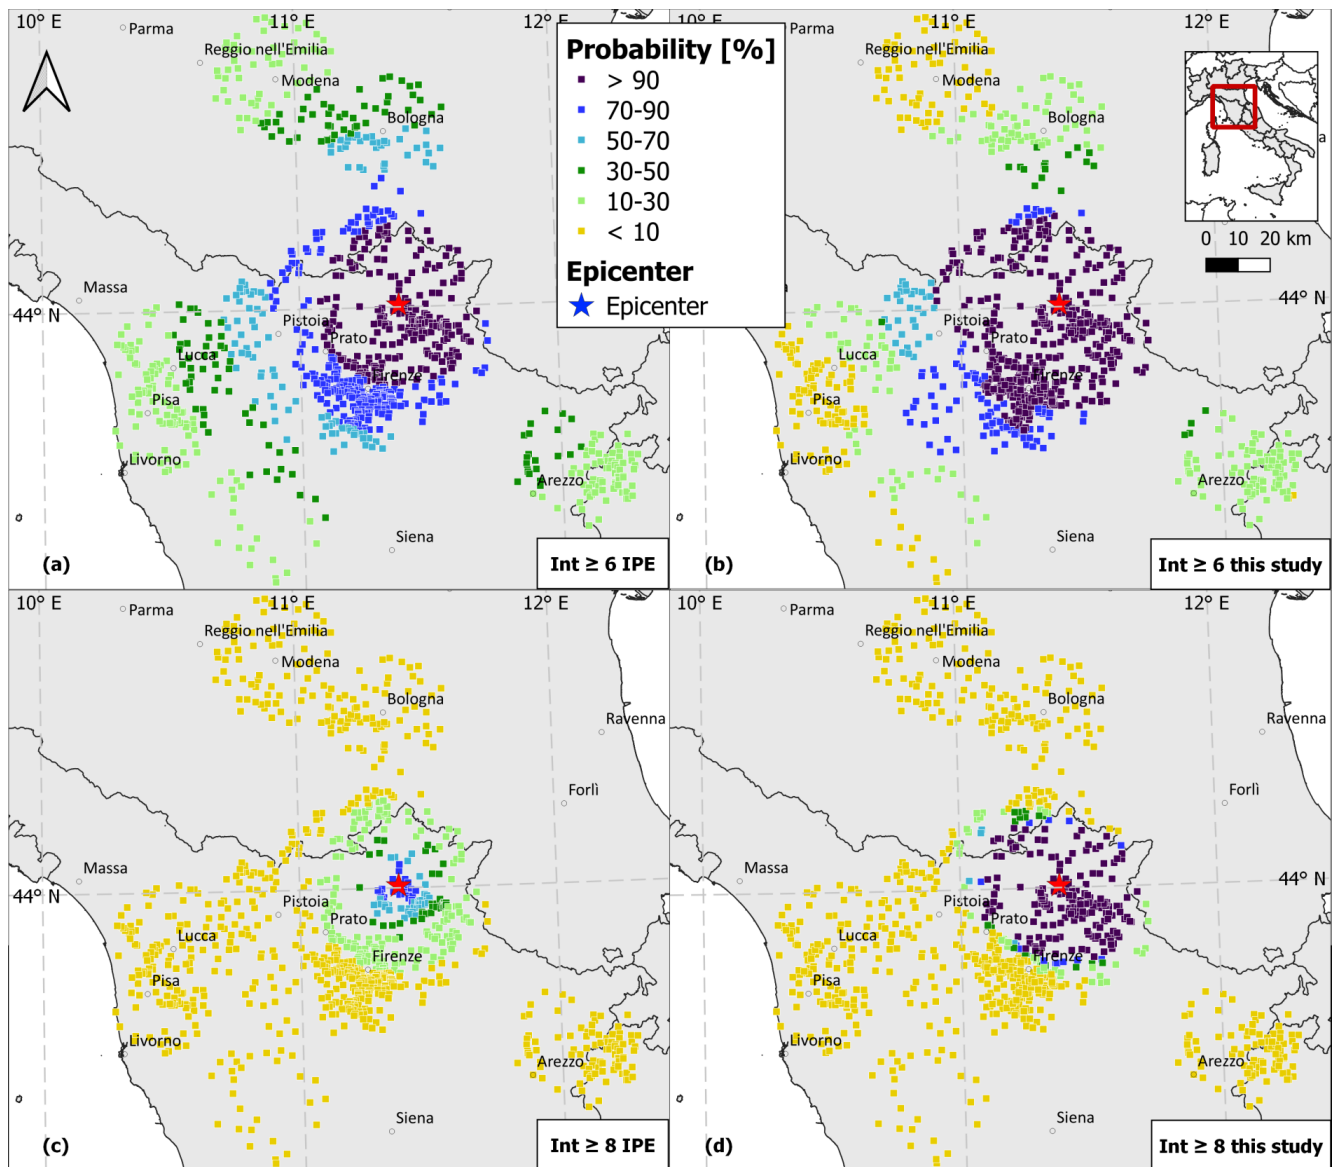 10° E
11° E
12° E
Parma
Reggio nell'Emilia
Modena
Bologna
Massa
44° N
Pistoia
Prato
Lucca
Firenze
Pisa
Livorno
Arezzo
Siena
(a)
Int ≥ 6 IPE
Probability [%]
> 90
70-90
50-70
30-50
10-30
< 10
Epicenter
Epicenter
10° E
11° E
12° E
Parma
Reggio nell'Emilia
Modena
Bologna
a
0 10 20 km
44° N
Pistoia
Prato
Lucca
Firenze
Pisa
Livorno
Arezzo
Siena
(b)
Int ≥ 6 this study
10° E
11° E
12° E
Parma
Reggio nell'Emilia
Modena
Bologna
Ravenna
Forlì
Massa
44° N
Pistoia
Prato
Lucca
Firenze
Pisa
Livorno
Arezzo
Siena
(c)
Int ≥ 8 IPE
10° E
11° E
12° E
Parma
Reggio nell'Emilia
Modena
Bologna
Ravenna
Forlì
Massa
44° N
Pistoia
Prato
Lucca
Firenze
Pisa
Livorno
Arezzo
Siena
(d)
Int ≥ 8 this study